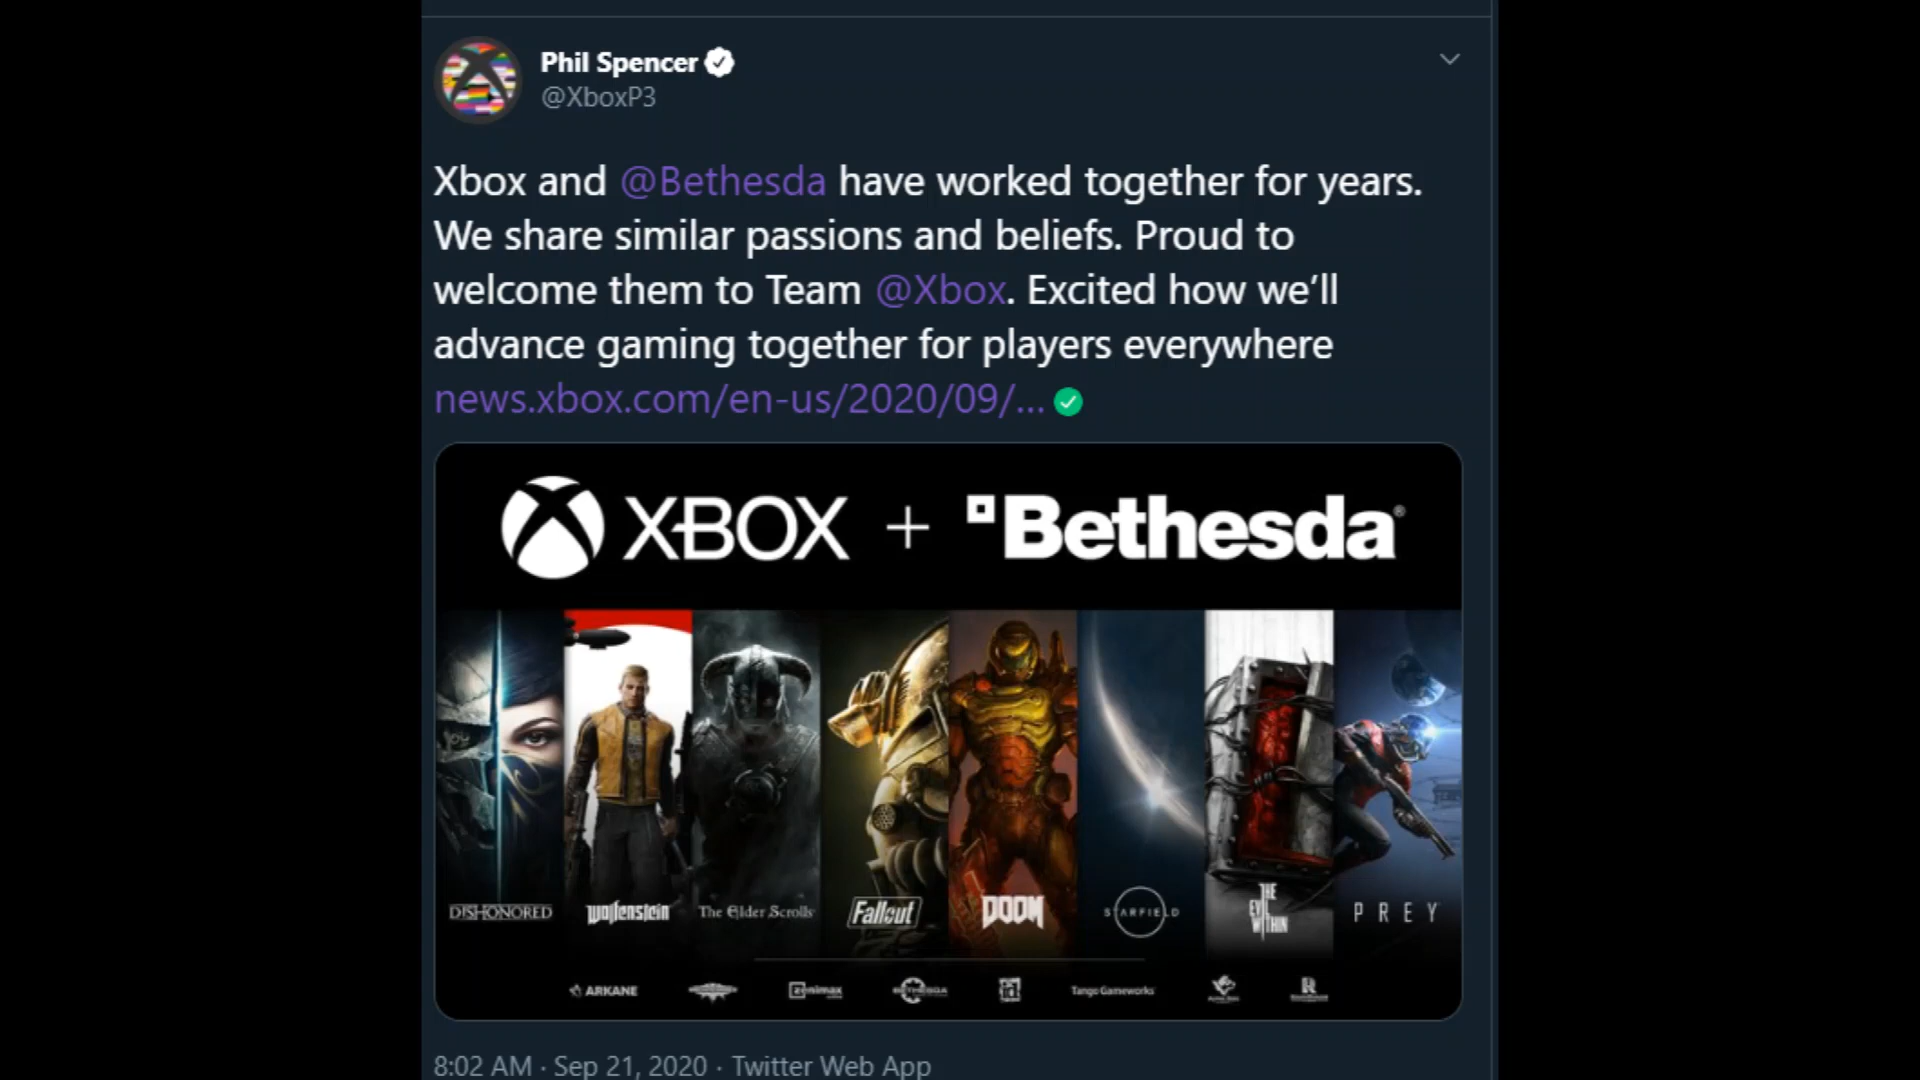 Phil Spencer
@XboxP3
Xbox and @Bethesda have worked together for years.
We share similar passions and beliefs. Proud to
welcome them to Team @Xbox. Excited how we’ll
advance gaming together for players everywhere
news.xbox.com/en-us/2020/09/...
XBOX + Bethesda®
DISHONORED
Wolfenstein
The Elder Scrolls
Fallout
DOOM
STARFIELD
THE
EVIL
WITHIN
PREY
ARKANE
Zenimax
BETHESDA
id
Tango Gameworks
8:02 AM · Sep 21, 2020 · Twitter Web App